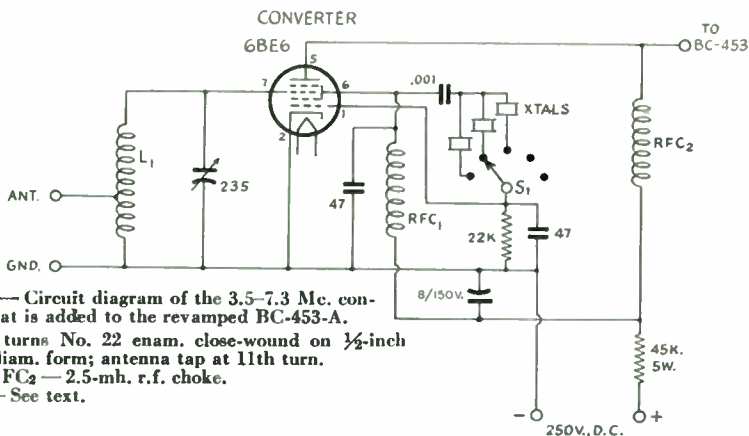 CONVERTER
6BE6
TO
BC-453
5
7
6
1
2
.001
XTALS
L1
235
RFC2
ANT.
S1
47
RFC1
22K
47
GND.
8/150V.
— Circuit diagram of the 3.5–7.3 Mc. con-
at is added to the revamped BC-453-A.
turns No. 22 enam. close-wound on ½-inch
diam. form; antenna tap at 11th turn.
FC2 — 2.5-mh. r.f. choke.
- See text.
45K.
5W.
−
+
250V., D.C.